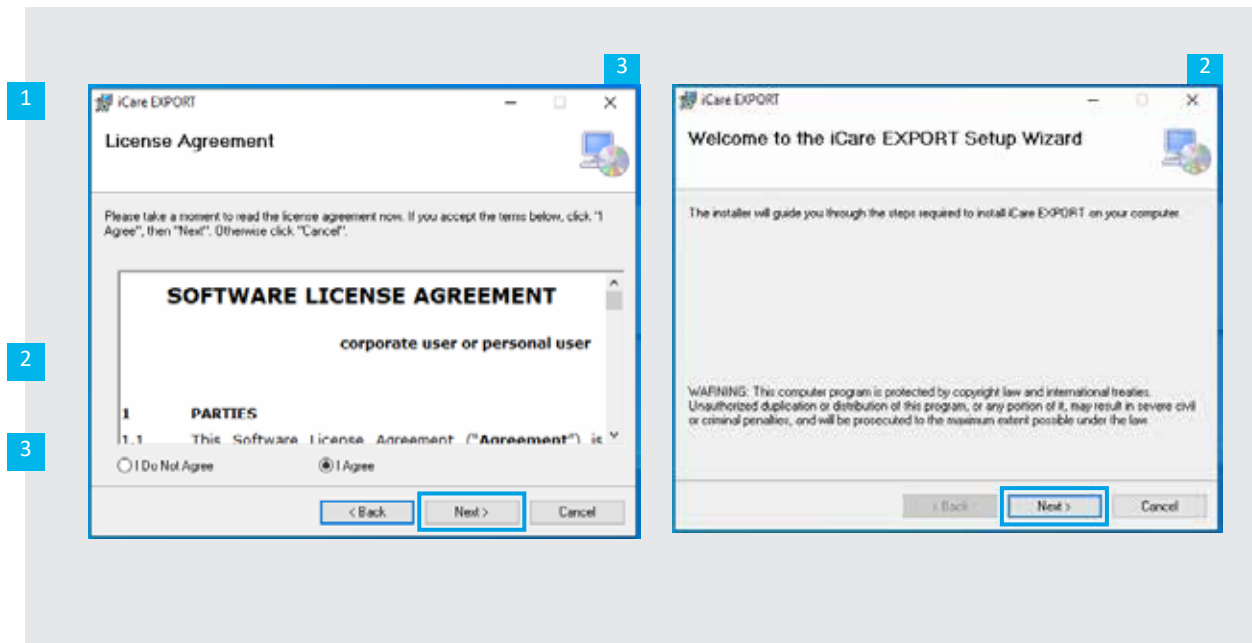 1
2
3
3
iCare EXPORT
License Agreement
Please take a moment to read the license agreement now. If you accept the terms below, click "I
Agree", then "Next". Otherwise click "Cancel".
SOFTWARE LICENSE AGREEMENT
corporate user or personal user
1 PARTIES
1.1 This Software License Agreement ("Agreement") is
I Do Not Agree I Agree
< Back Next > Cancel
2
iCare EXPORT
Welcome to the iCare EXPORT Setup Wizard
The installer will guide you through the steps required to install iCare EXPORT on your computer.
WARNING: This computer program is protected by copyright law and international treaties.
Unauthorized duplication or distribution of this program, or any portion of it, may result in severe civil
or criminal penalties, and will be prosecuted to the maximum extent possible under the law.
< Back Next > Cancel